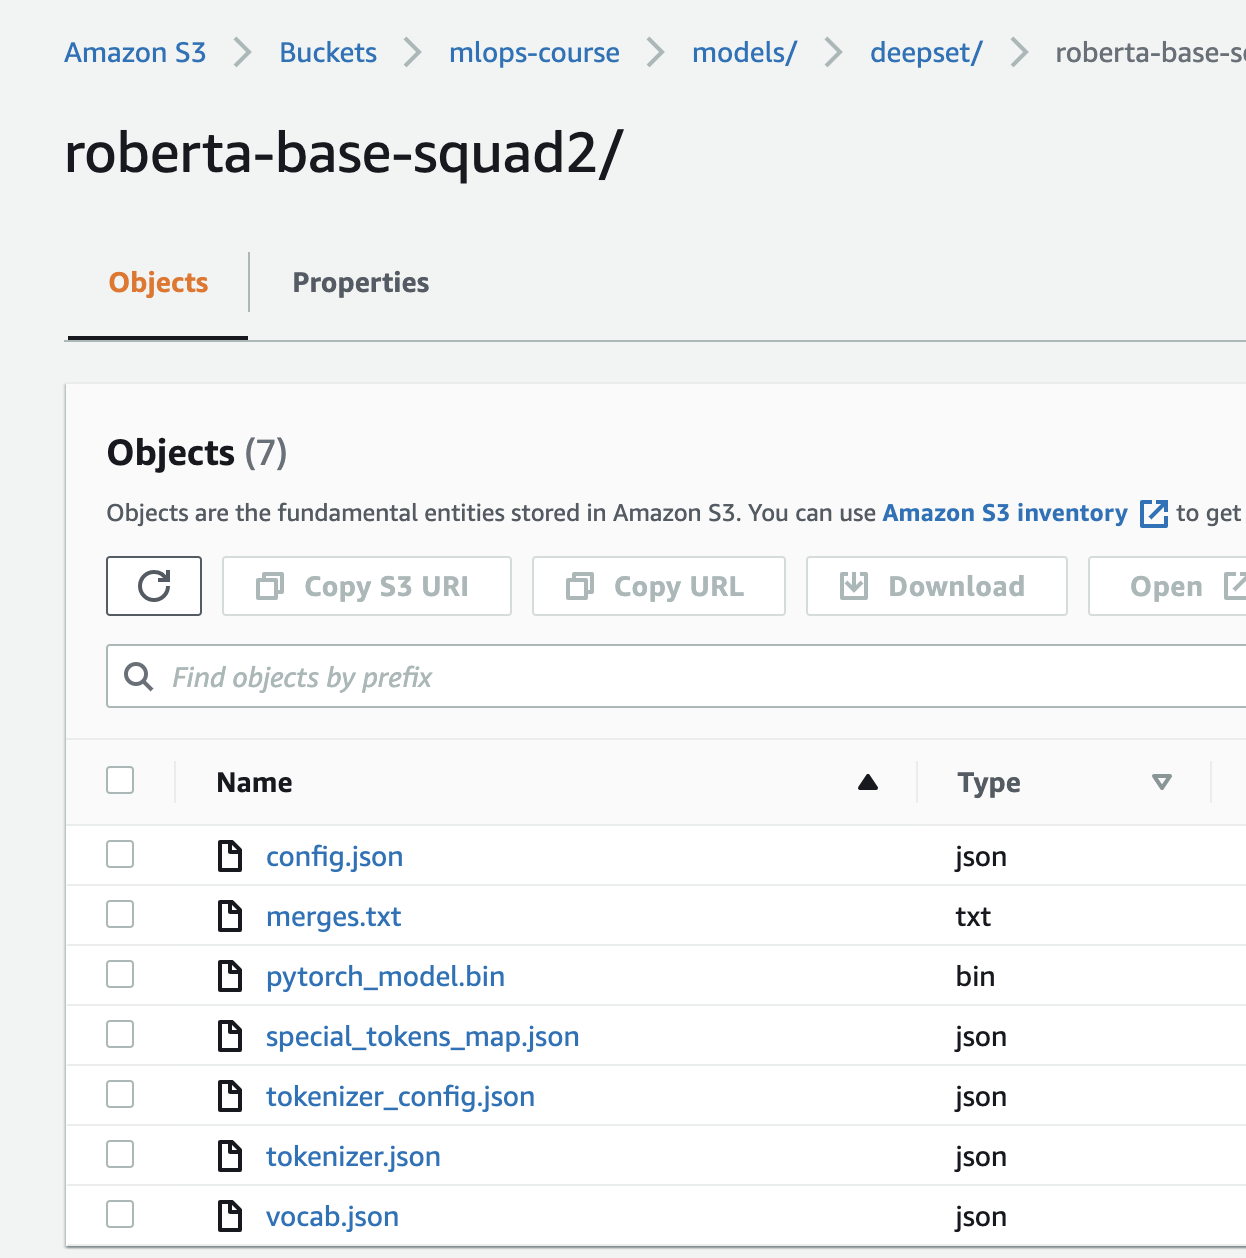 Amazon S3 > Buckets > mlops-course > models/ > deepset/ > roberta-base-s
roberta-base-squad2/
Objects Properties
Objects (7)
Objects are the fundamental entities stored in Amazon S3. You can use Amazon S3 inventory to get
Copy S3 URI Copy URL Download Open
Find objects by prefix
Name Type
config.json json
merges.txt txt
pytorch_model.bin bin
special_tokens_map.json json
tokenizer_config.json json
tokenizer.json json
vocab.json json